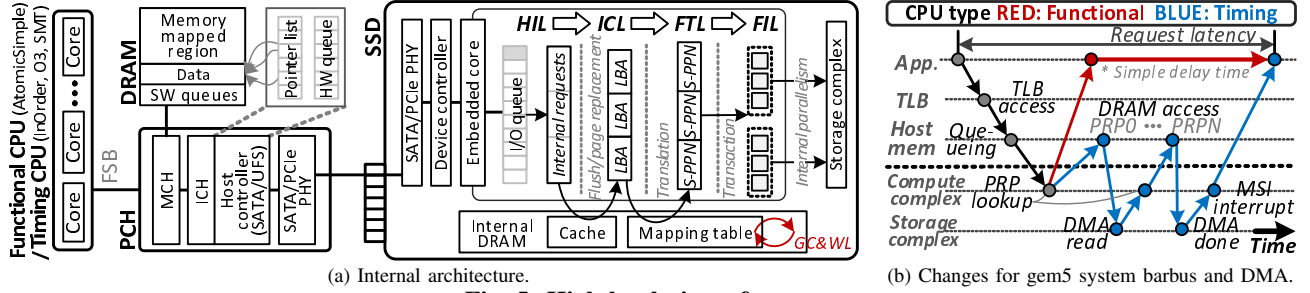 Functional CPU (AtomicSimple)
/ Timing CPU (InOrder, O3, SMT)
Core
Core
Core
FSB
DRAM
Memory
mapped
region
Data
SW queues
Pointer list
HW queue
PCH
MCH
ICH
Host
controller
(SATA/UFS)
SATA/PCIe
PHY
SSD
SATA/PCIe PHY
Device controller
Embedded core
HIL
ICL
FTL
FIL
I/O queue
Internal requests
Flush/page replacement
LBA
LBA
LBA
Translation
S-PPN
S-PPN
S-PPN
Transaction
Internal parallelism
Storage complex
Internal
DRAM
Cache
Mapping table
GC&WL
(a) Internal architecture.
CPU type RED: Functional BLUE: Timing
Request latency
App.
* Simple delay time
TLB
TLB
access
DRAM access
PRP0 ··· PRPN
Host
mem
Que-
ueing
Compute
complex
PRP
lookup
MSI
interrupt
Storage
complex
DMA
read
DMA
done
Time
(b) Changes for gem5 system barbus and DMA.